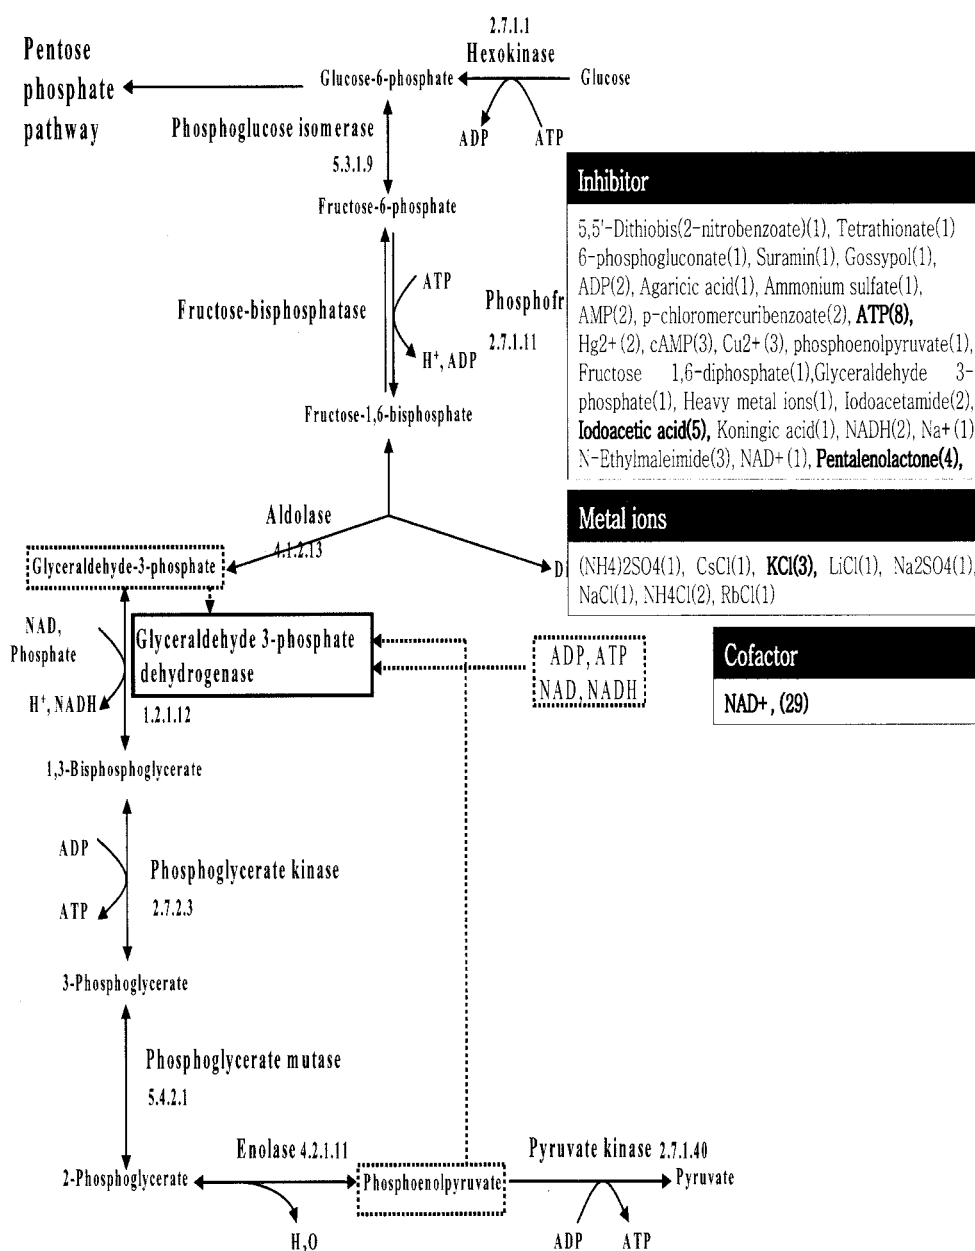 2.7.1.1
Hexokinase
Pentose
phosphate
pathway
Glucose-6-phosphate
Glucose
ADP
ATP
Phosphoglucose isomerase
5.3.1.9
Fructose-6-phosphate
Inhibitor
5,5'-Dithiobis(2-nitrobenzoate)(1), Tetrathionate(1)
6-phosphogluconate(1), Suramin(1), Gossypol(1),
ADP(2), Agaricic acid(1), Ammonium sulfate(1),
AMP(2), p-chloromercuribenzoate(2), ATP(8),
Hg2+(2), cAMP(3), Cu2+(3), phosphoenolpyruvate(1),
Fructose 1,6-diphosphate(1),Glyceraldehyde 3-
phosphate(1), Heavy metal ions(1), Iodoacetamide(2),
Iodoacetic acid(5), Koningic acid(1), NADH(2), Na+(1)
N-Ethylmaleimide(3), NAD+(1), Pentalenolactone(4),
ATP
Fructose-bisphosphatase
Phosphofr
2.7.1.11
H+, ADP
Fructose-1,6-bisphosphate
Metal ions
(NH4)2SO4(1), CsCl(1), KCl(3), LiCl(1), Na2SO4(1),
NaCl(1), NH4Cl(2), RbCl(1)
Aldolase
4.1.2.13
Glyceraldehyde-3-phosphate
D
NAD,
Phosphate
H+, NADH
Glyceraldehyde 3-phosphate
dehydrogenase
1.2.1.12
ADP, ATP
NAD, NADH
Cofactor
NAD+, (29)
1,3-Bisphosphoglycerate
ADP
ATP
Phosphoglycerate kinase
2.7.2.3
3-Phosphoglycerate
Phosphoglycerate mutase
5.4.2.1
Enolase 4.2.1.11
Pyruvate kinase 2.7.1.40
2-Phosphoglycerate
Phosphoenolpyruvate
Pyruvate
H2O
ADP
ATP